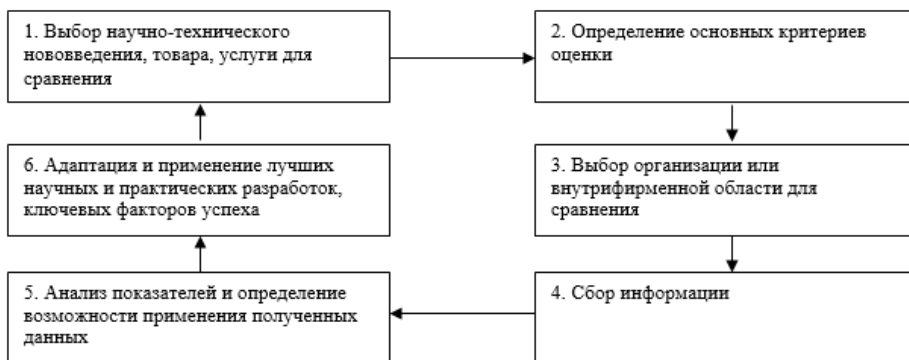 1. Выбор научно-технического
нововведения, товара, услуги для
сравнения
2. Определение основных критериев
оценки
3. Выбор организации или
внутрифирменной области для
сравнения
4. Сбор информации
5. Анализ показателей и определение
возможности применения полученных
данных
6. Адаптация и применение лучших
научных и практических разработок,
ключевых факторов успеха